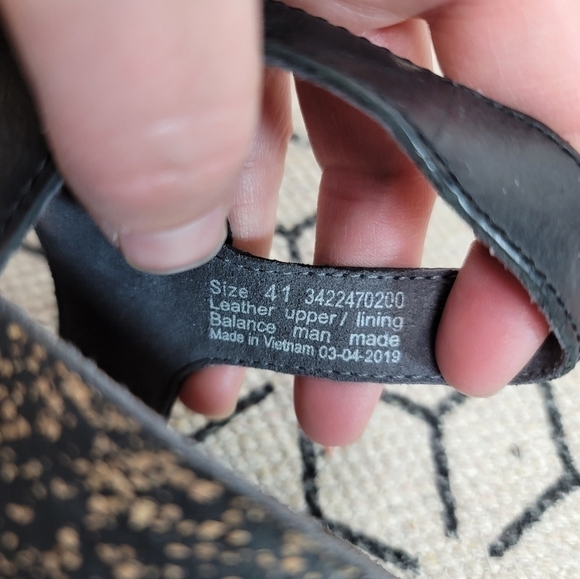 Size 41 3422470200
Leather upper/ lining
Balance man made
Made in Vietnam 03-04-2019